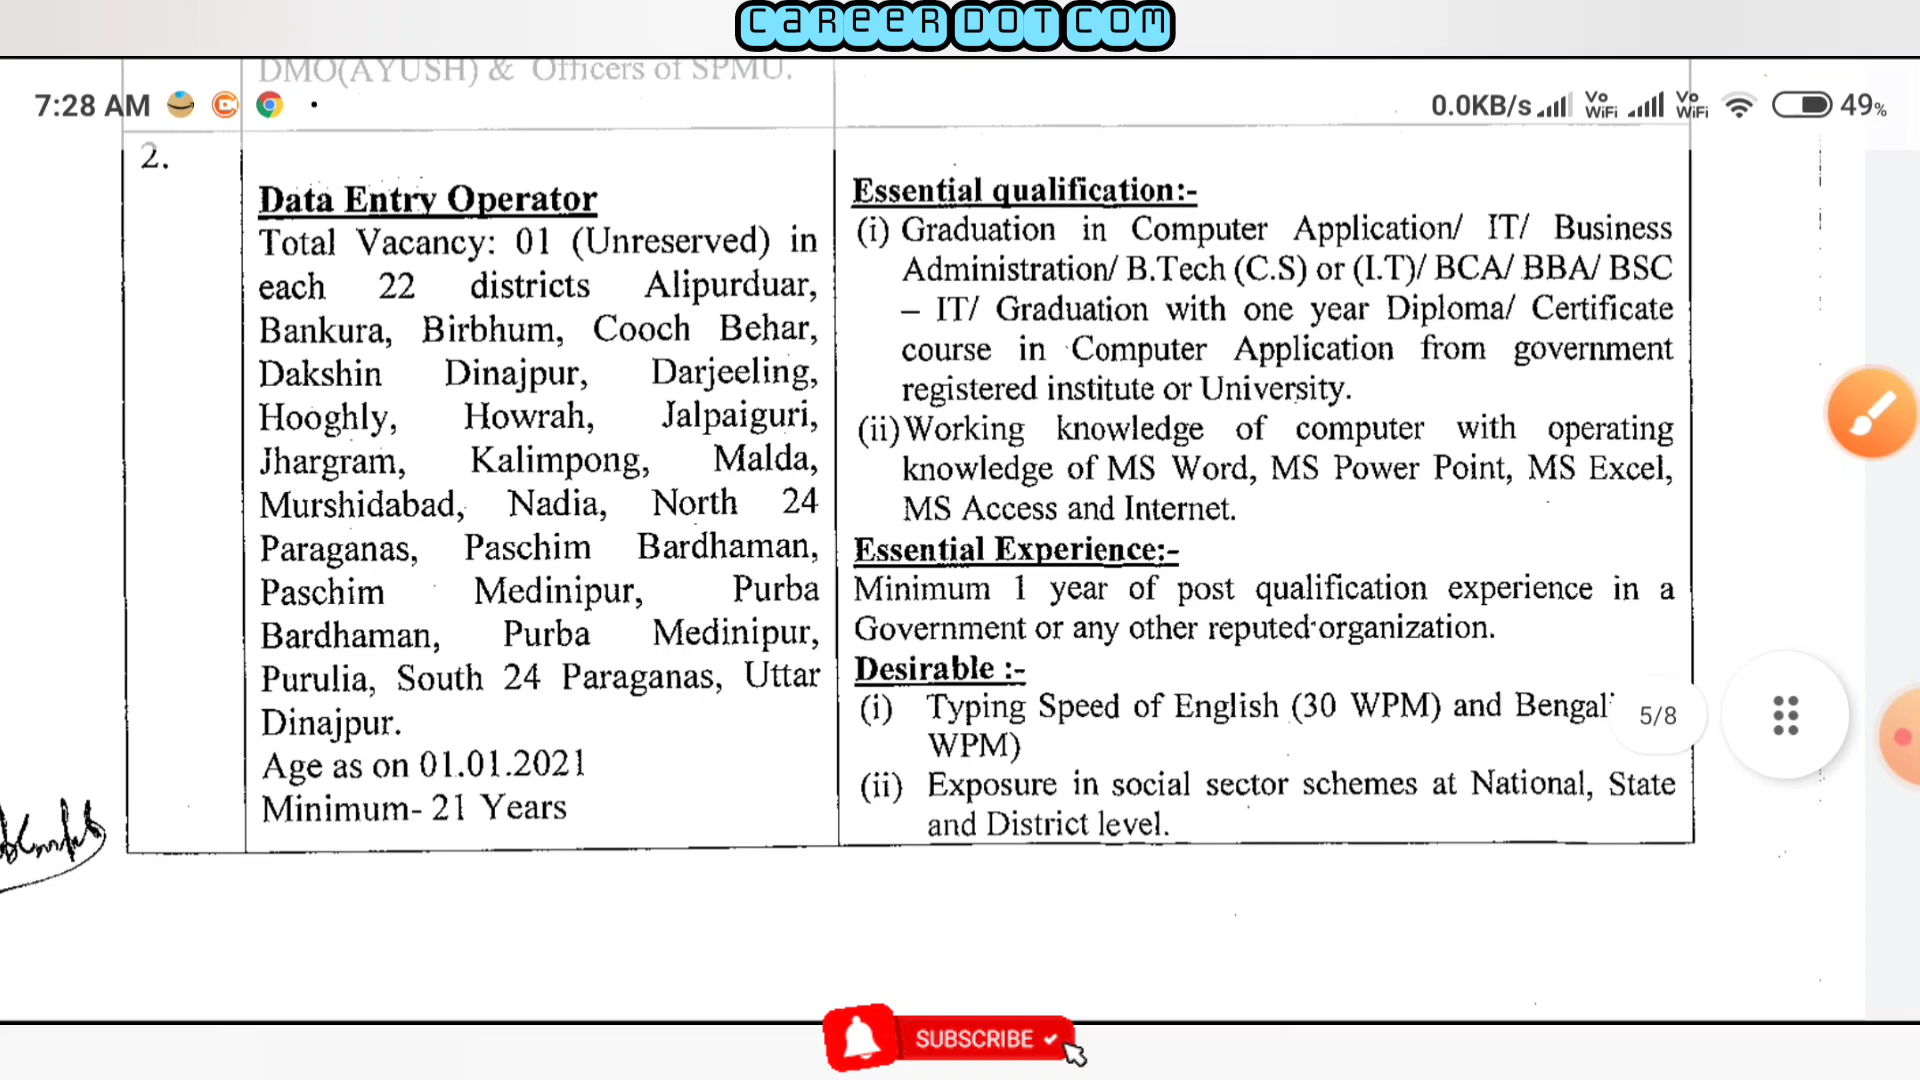 CAREER DOT COM
DMO(AYUSH) & Officers of SPMU.
7:28 AM
0.0KB/s
Vo WiFi
Vo WiFi
49%
2.
Data Entry Operator
Total Vacancy: 01 (Unreserved) in
each 22 districts Alipurduar,
Bankura, Birbhum, Cooch Behar,
Dakshin Dinajpur, Darjeeling,
Hooghly, Howrah, Jalpaiguri,
Jhargram, Kalimpong, Malda,
Murshidabad, Nadia, North 24
Paraganas, Paschim Bardhaman,
Paschim Medinipur, Purba
Bardhaman, Purba Medinipur,
Purulia, South 24 Paraganas, Uttar
Dinajpur.
Age as on 01.01.2021
Minimum- 21 Years
Essential qualification:-
(i) Graduation in Computer Application/ IT/ Business
Administration/ B.Tech (C.S) or (I.T)/ BCA/ BBA/ BSC
– IT/ Graduation with one year Diploma/ Certificate
course in Computer Application from government
registered institute or University.
(ii) Working knowledge of computer with operating
knowledge of MS Word, MS Power Point, MS Excel,
MS Access and Internet.
Essential Experience:-
Minimum 1 year of post qualification experience in a
Government or any other reputed organization.
Desirable :-
(i) Typing Speed of English (30 WPM) and
WPM)
(ii) Exposure in social sector schemes at National, State
and District level.
5/8
SUBSCRIBE